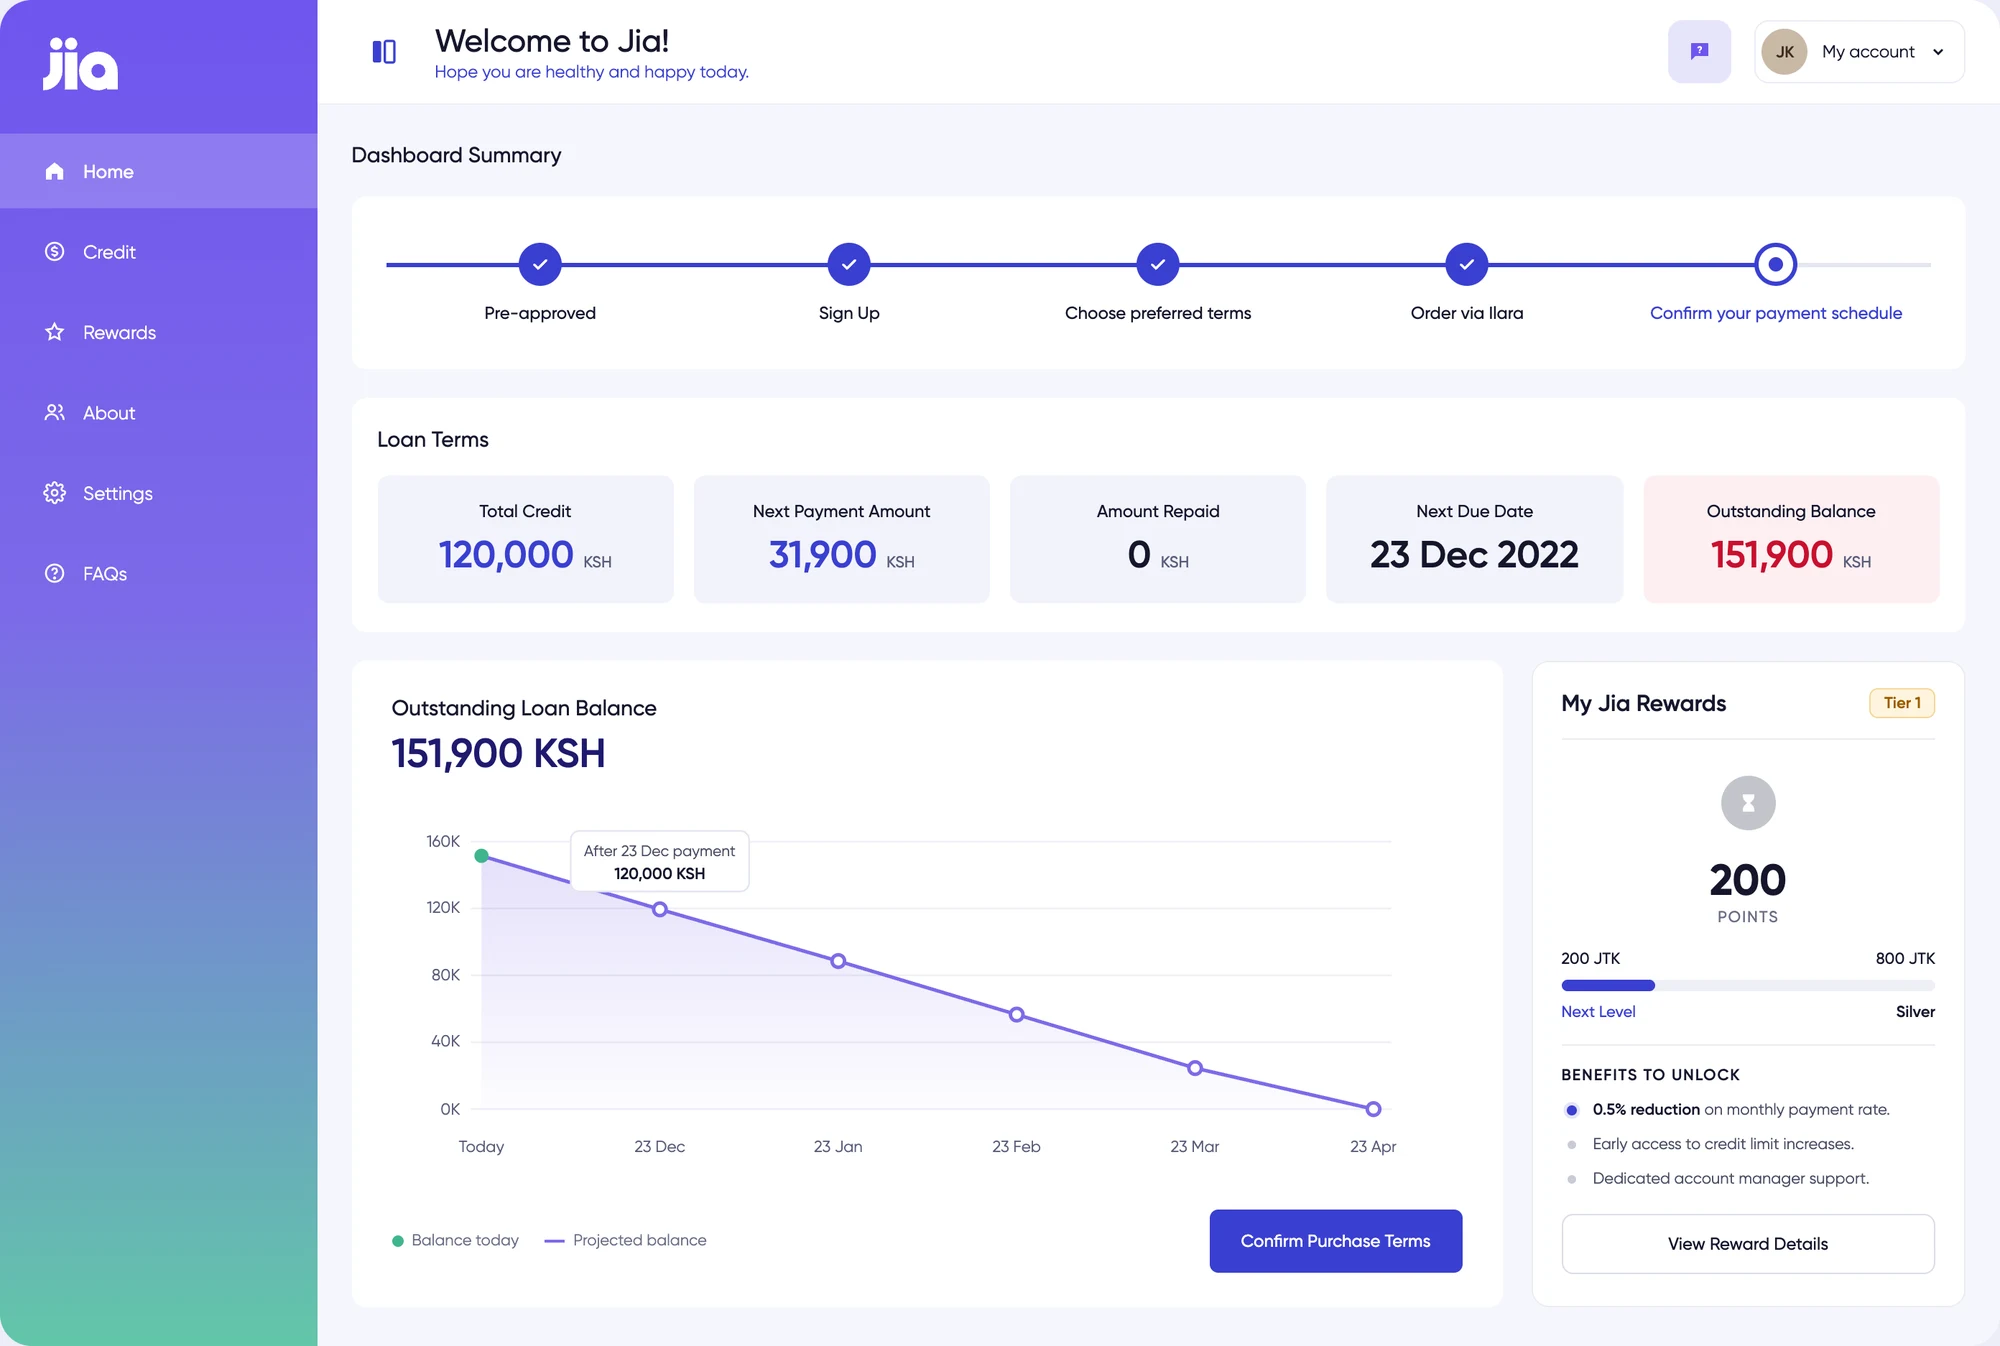 jia
Welcome to Jia!
Hope you are healthy and happy today.
?
JK
My account
Home
Credit
Rewards
About
Settings
FAQs
Dashboard Summary
Pre-approved
Sign Up
Choose preferred terms
Order via Ilara
Confirm your payment schedule
Loan Terms
Total Credit
120,000 KSH
Next Payment Amount
31,900 KSH
Amount Repaid
0 KSH
Next Due Date
23 Dec 2022
Outstanding Balance
151,900 KSH
Outstanding Loan Balance
151,900 KSH
160K
120K
80K
40K
0K
After 23 Dec payment
120,000 KSH
Today
23 Dec
23 Jan
23 Feb
23 Mar
23 Apr
Balance today
Projected balance
Confirm Purchase Terms
My Jia Rewards
Tier 1
200
POINTS
200 JTK
800 JTK
Next Level
Silver
BENEFITS TO UNLOCK
0.5% reduction on monthly payment rate.
Early access to credit limit increases.
Dedicated account manager support.
View Reward Details